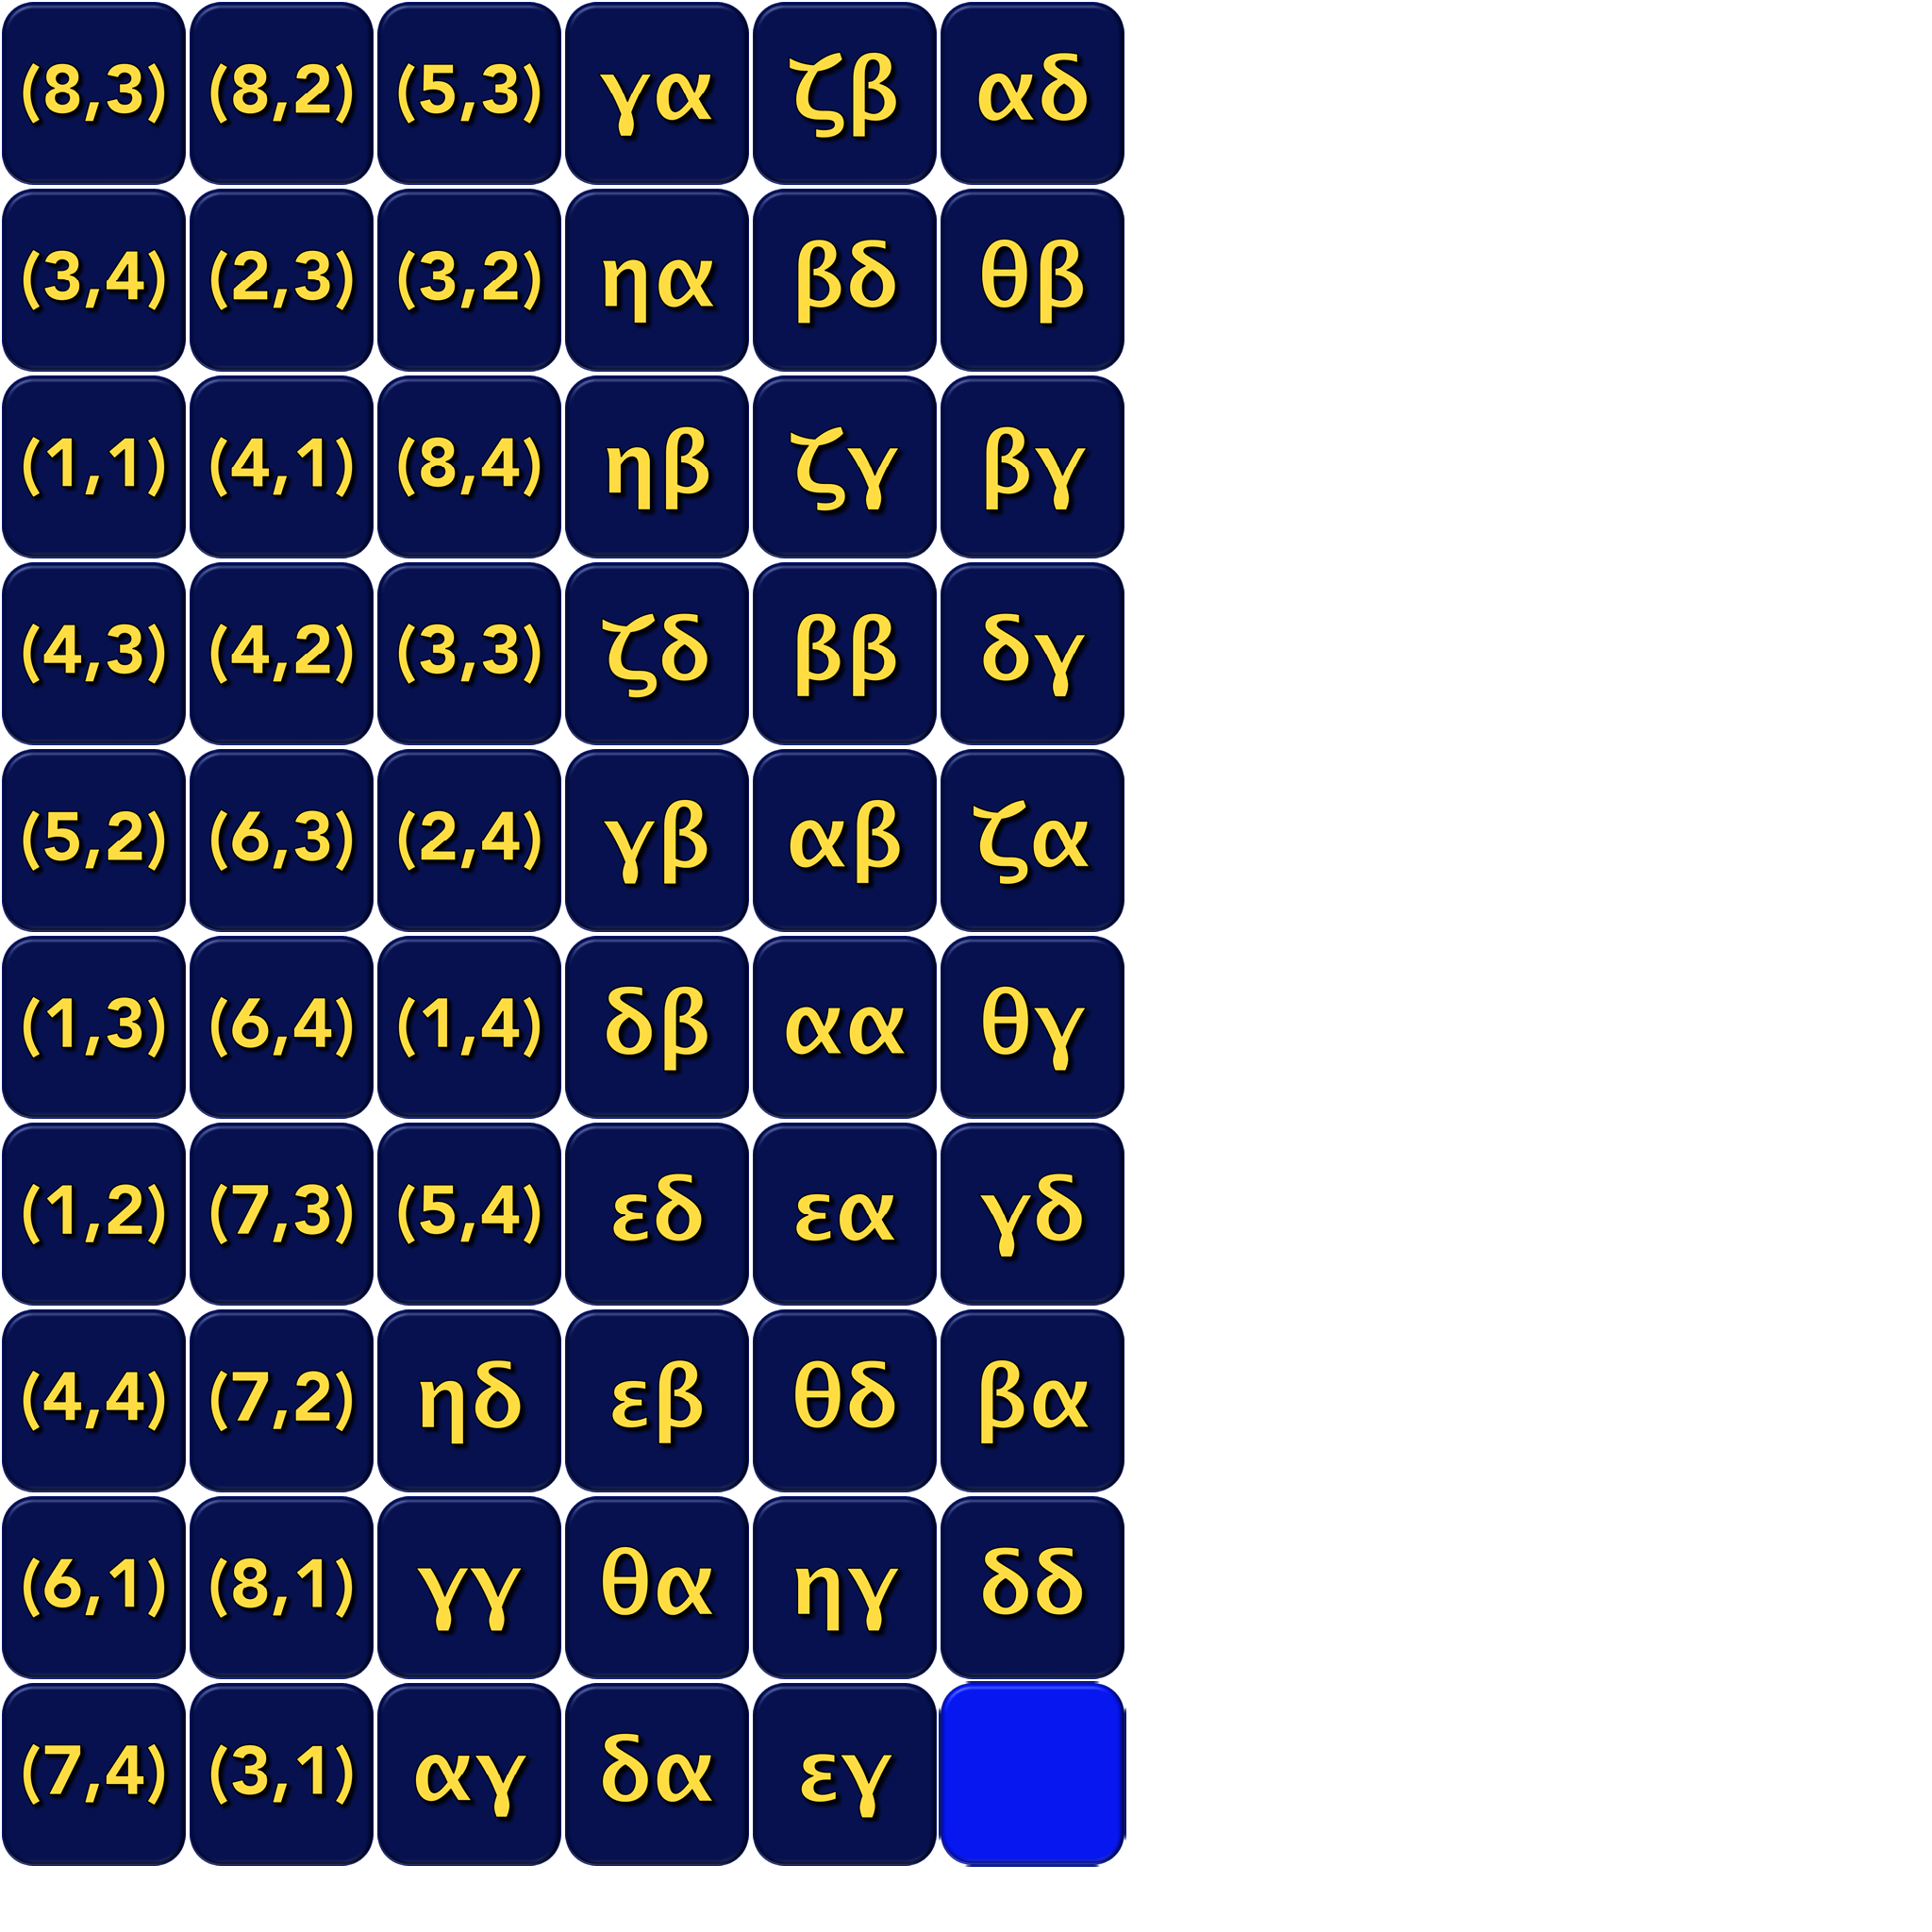 (8,3) (8,2) (5,3) γα ζβ αδ
(3,4) (2,3) (3,2) ηα βδ θβ
(1,1) (4,1) (8,4) ηβ ζγ βγ
(4,3) (4,2) (3,3) ζδ ββ δγ
(5,2) (6,3) (2,4) γβ αβ ζα
(1,3) (6,4) (1,4) δβ αα θγ
(1,2) (7,3) (5,4) εδ εα γδ
(4,4) (7,2) ηδ εβ θδ βα
(6,1) (8,1) γγ θα ηγ δδ
(7,4) (3,1) αγ δα εγ